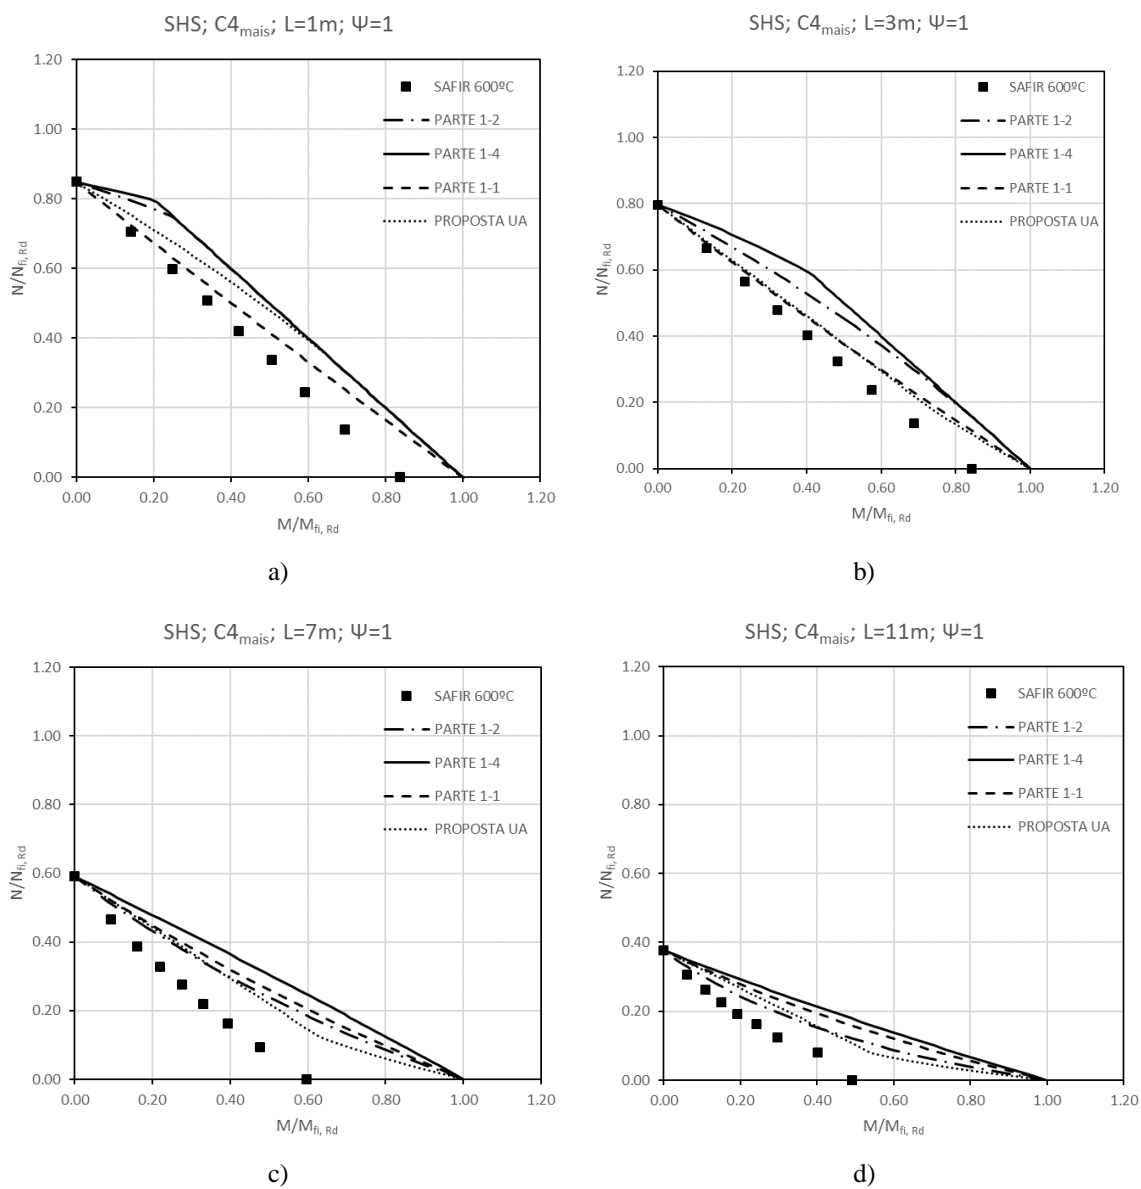 SHS; C4mais; L=1m; Ψ=1
1.20
1.00
0.80
0.60
0.40
0.20
0.00
0.00 0.20 0.40 0.60 0.80 1.00 1.20
N/Nfi, Rd
M/Mfi, Rd
SAFIR 600ºC
PARTE 1-2
PARTE 1-4
PARTE 1-1
PROPOSTA UA
a)
SHS; C4mais; L=3m; Ψ=1
1.20
1.00
0.80
0.60
0.40
0.20
0.00
0.00 0.20 0.40 0.60 0.80 1.00 1.20
N/Nfi, Rd
M/Mfi, Rd
SAFIR 600ºC
PARTE 1-2
PARTE 1-4
PARTE 1-1
PROPOSTA UA
b)
SHS; C4mais; L=7m; Ψ=1
1.20
1.00
0.80
0.60
0.40
0.20
0.00
0.00 0.20 0.40 0.60 0.80 1.00 1.20
N/Nfi, Rd
M/Mfi, Rd
SAFIR 600ºC
PARTE 1-2
PARTE 1-4
PARTE 1-1
PROPOSTA UA
c)
SHS; C4mais; L=11m; Ψ=1
1.20
1.00
0.80
0.60
0.40
0.20
0.00
0.00 0.20 0.40 0.60 0.80 1.00 1.20
N/Nfi, Rd
M/Mfi, Rd
SAFIR 600ºC
PARTE 1-2
PARTE 1-4
PARTE 1-1
PROPOSTA UA
d)